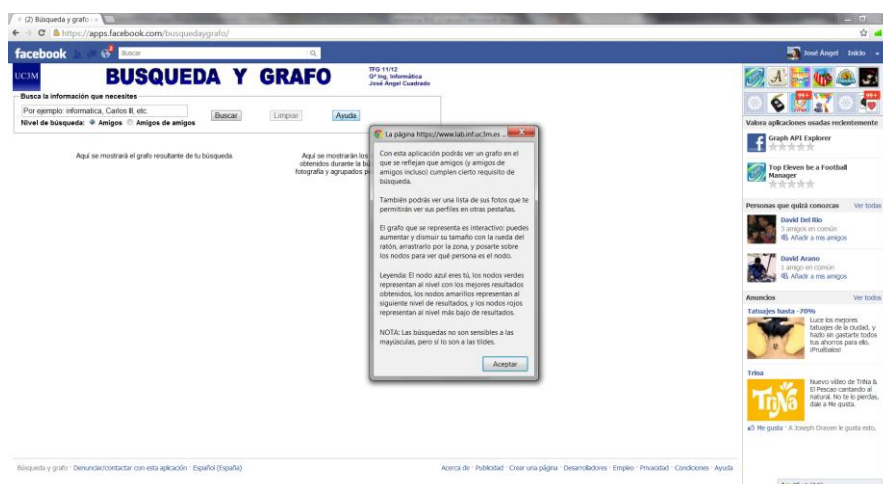 (2) Búsqueda y grafo
https://apps.facebook.com/busquedaygrafo/
facebook
Buscar
José Ángel Inicio
UC3M
BUSQUEDA Y GRAFO
TFG 11/12
Gº Ing. Informática
José Angel Cuadrado
Busca la información que necesites
Por ejemplo: informatica, Carlos III, etc.
Buscar
Limpiar
Ayuda
Nivel de búsqueda: Amigos Amigos de amigos
Aquí se mostrará el grafo resultante de tu búsqueda.
Aquí se mostrarán los
obtenidos durante la bú
fotografía y agrupados p
La página https://www.lab.inf.uc3m.es ..
Con esta aplicación podrás ver un grafo en el
que se reflejan que amigos (y amigos de
amigos incluso) cumplen cierto requisito de
búsqueda.
También podrás ver una lista de sus fotos que te
permitirán ver sus perfiles en otras pestañas.
El grafo que se representa es interactivo: puedes
aumentar y dismuir su tamaño con la rueda del
ratón, arrastrarlo por la zona, y posarte sobre
los nodos para ver qué persona es el nodo.
Leyenda: El nodo azul eres tú, los nodos verdes
representan al nivel con los mejores resultados
obtenidos, los nodos amarillos representan al
siguiente nivel de resultados, y los nodos rojos
representan al nivel más bajo de resultados.
NOTA: Las búsquedas no son sensibles a las
mayúsculas, pero sí lo son a las tildes.
Aceptar
99+
99+
Valora aplicaciones usadas recientemente
Graph API Explorer
Top Eleven be a Football
Manager
Personas que quizá conozcas Ver todas
David Del Rio
3 amigos en común
Añadir a mis amigos
David Arano
1 amigo en común
Añadir a mis amigos
Anuncios Ver todos
Tatuajes hasta -70%
Luce los mejores
tatuajes de la ciudad, y
hazlo sin gastarte todos
tus ahorros para ello.
¡Pruébalos!
Trina
TriNa
Nuevo vídeo de TriNa &
El Pescao cantando al
natural. No te lo pierdas,
dale a Me gusta.
Me gusta · A Joseph Draven le gusta esto.
Búsqueda y grafo · Denunciar/contactar con esta aplicación · Español (España)
Acerca de · Publicidad · Crear una página · Desarrolladores · Empleo · Privacidad · Condiciones · Ayuda